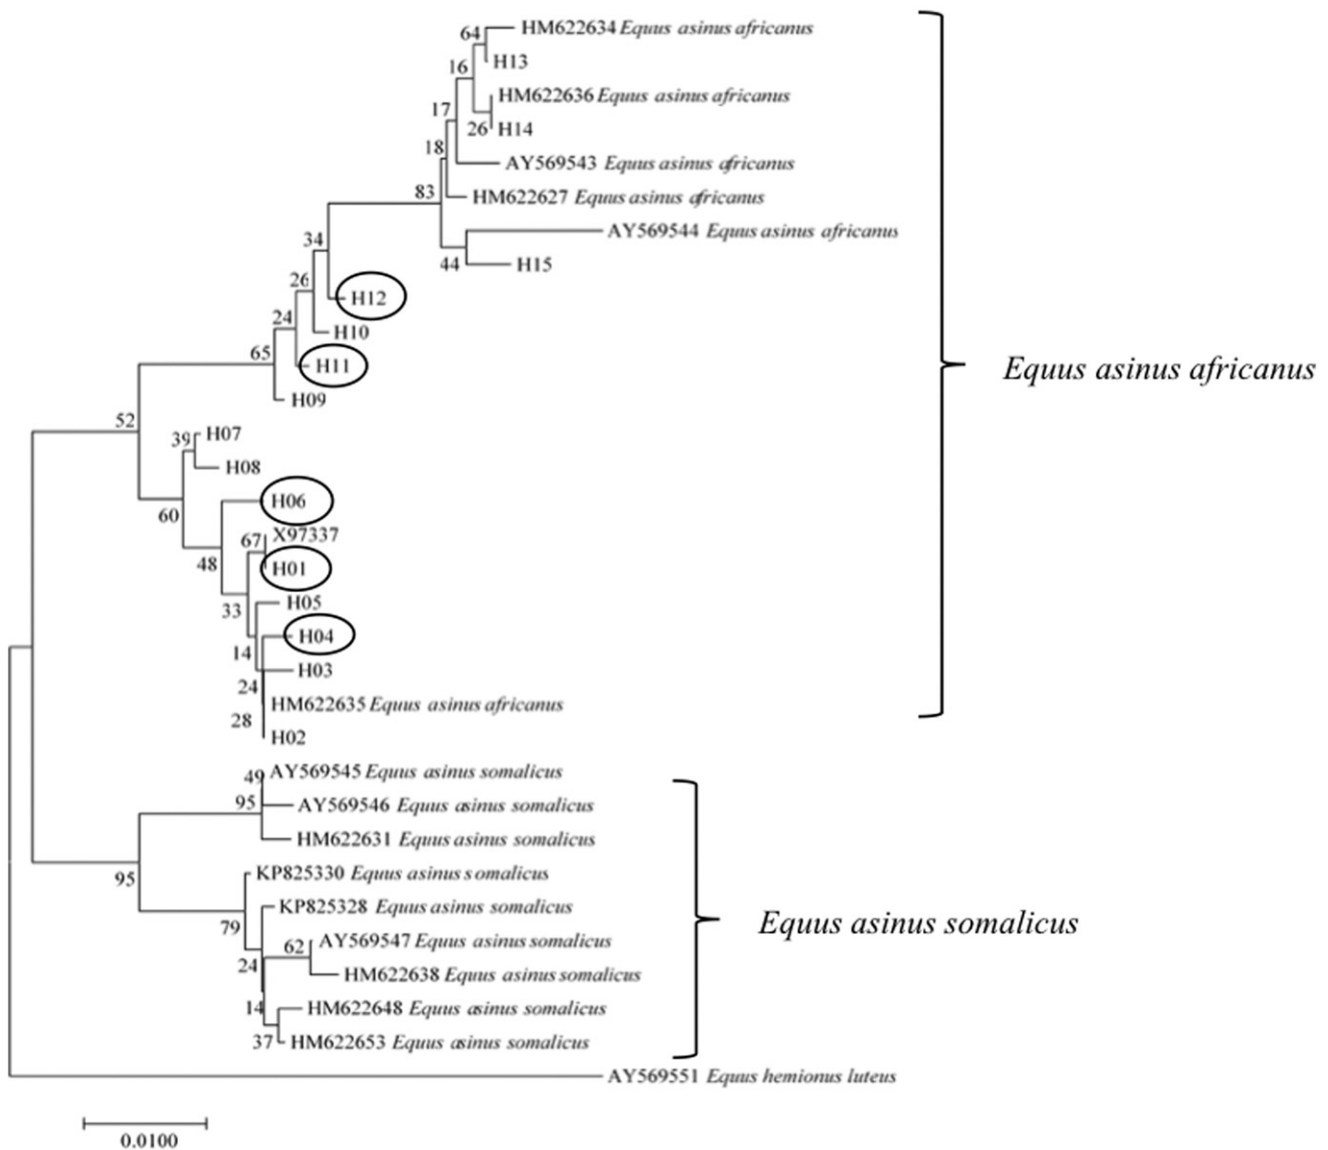 64
HM622634 Equus asinus africanus
H13
16
HM622636 Equus asinus africanus
17
26
H14
18
AY569543 Equus asinus africanus
83
HM622627 Equus asinus africanus
AY569544 Equus asinus africanus
34
44
H15
26
H12
24
H10
65
H11
Equus asinus africanus
H09
52
39
H07
H08
60
H06
67
X97337
48
H01
33
H05
H04
14
H03
24
HM622635 Equus asinus africanus
28
H02
49
AY569545 Equus asinus somalicus
95
AY569546 Equus asinus somalicus
HM622631 Equus asinus somalicus
95
KP825330 Equus asinus somalicus
KP825328 Equus asinus somalicus
Equus asinus somalicus
79
62
AY569547 Equus asinus somalicus
24
HM622638 Equus asinus somalicus
14
HM622648 Equus asinus somalicus
37
HM622653 Equus asinus somalicus
AY569551 Equus hemionus luteus
0.0100